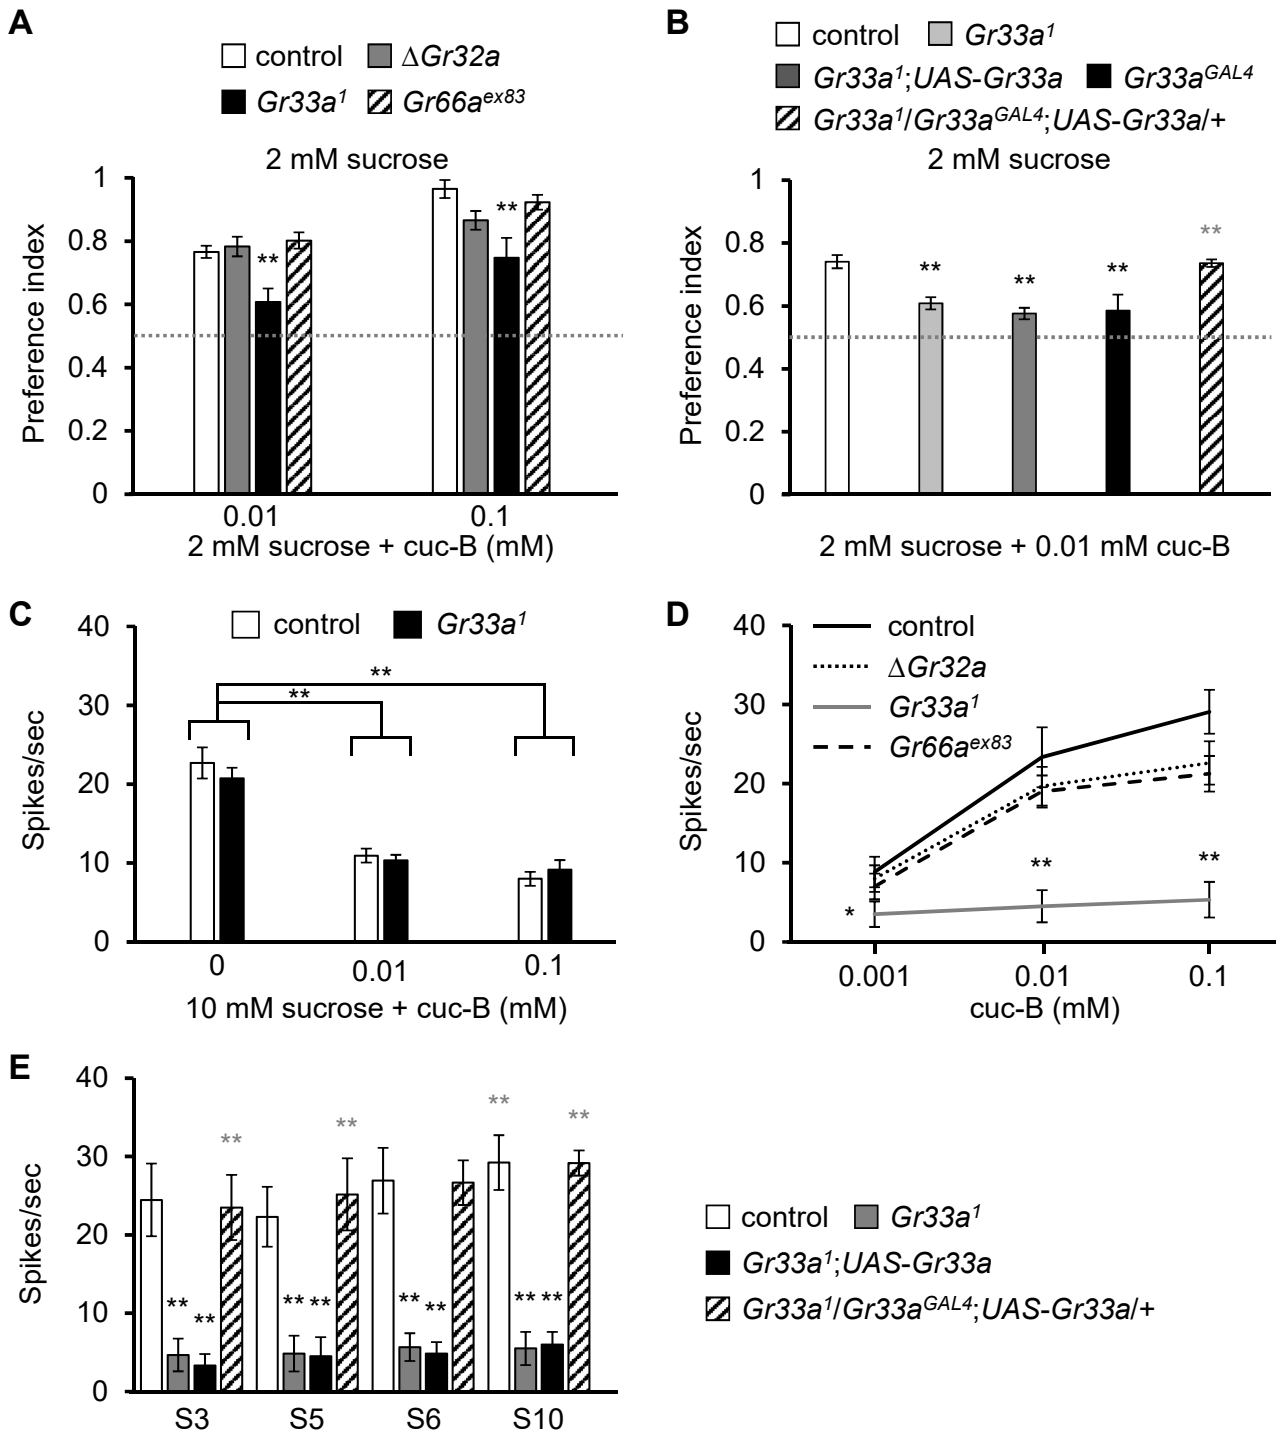 A
control ΔGr32a
Gr33a¹ Gr66aᵉˣ⁸³
2 mM sucrose
Preference index
1
0.8
0.6
0.4
0.2
0
** **
0.01 0.1
2 mM sucrose + cuc-B (mM)
B
control Gr33a¹
Gr33a¹;UAS-Gr33a Gr33aᴳᴬᴸ⁴
Gr33a¹/Gr33aᴳᴬᴸ⁴;UAS-Gr33a/+
2 mM sucrose
Preference index
1
0.8
0.6
0.4
0.2
0
** ** ** **
2 mM sucrose + 0.01 mM cuc-B
C
control Gr33a¹
Spikes/sec
40
30
20
10
0
**
**
0 0.01 0.1
10 mM sucrose + cuc-B (mM)
D
control
ΔGr32a
Gr33a¹
Gr66aᵉˣ⁸³
Spikes/sec
40
30
20
10
0
* ** **
0.001 0.01 0.1
cuc-B (mM)
E
Spikes/sec
40
30
20
10
0
** ** ** ** ** ** ** ** ** ** ** **
S3 S5 S6 S10
control Gr33a¹
Gr33a¹;UAS-Gr33a
Gr33a¹/Gr33aᴳᴬᴸ⁴;UAS-Gr33a/+